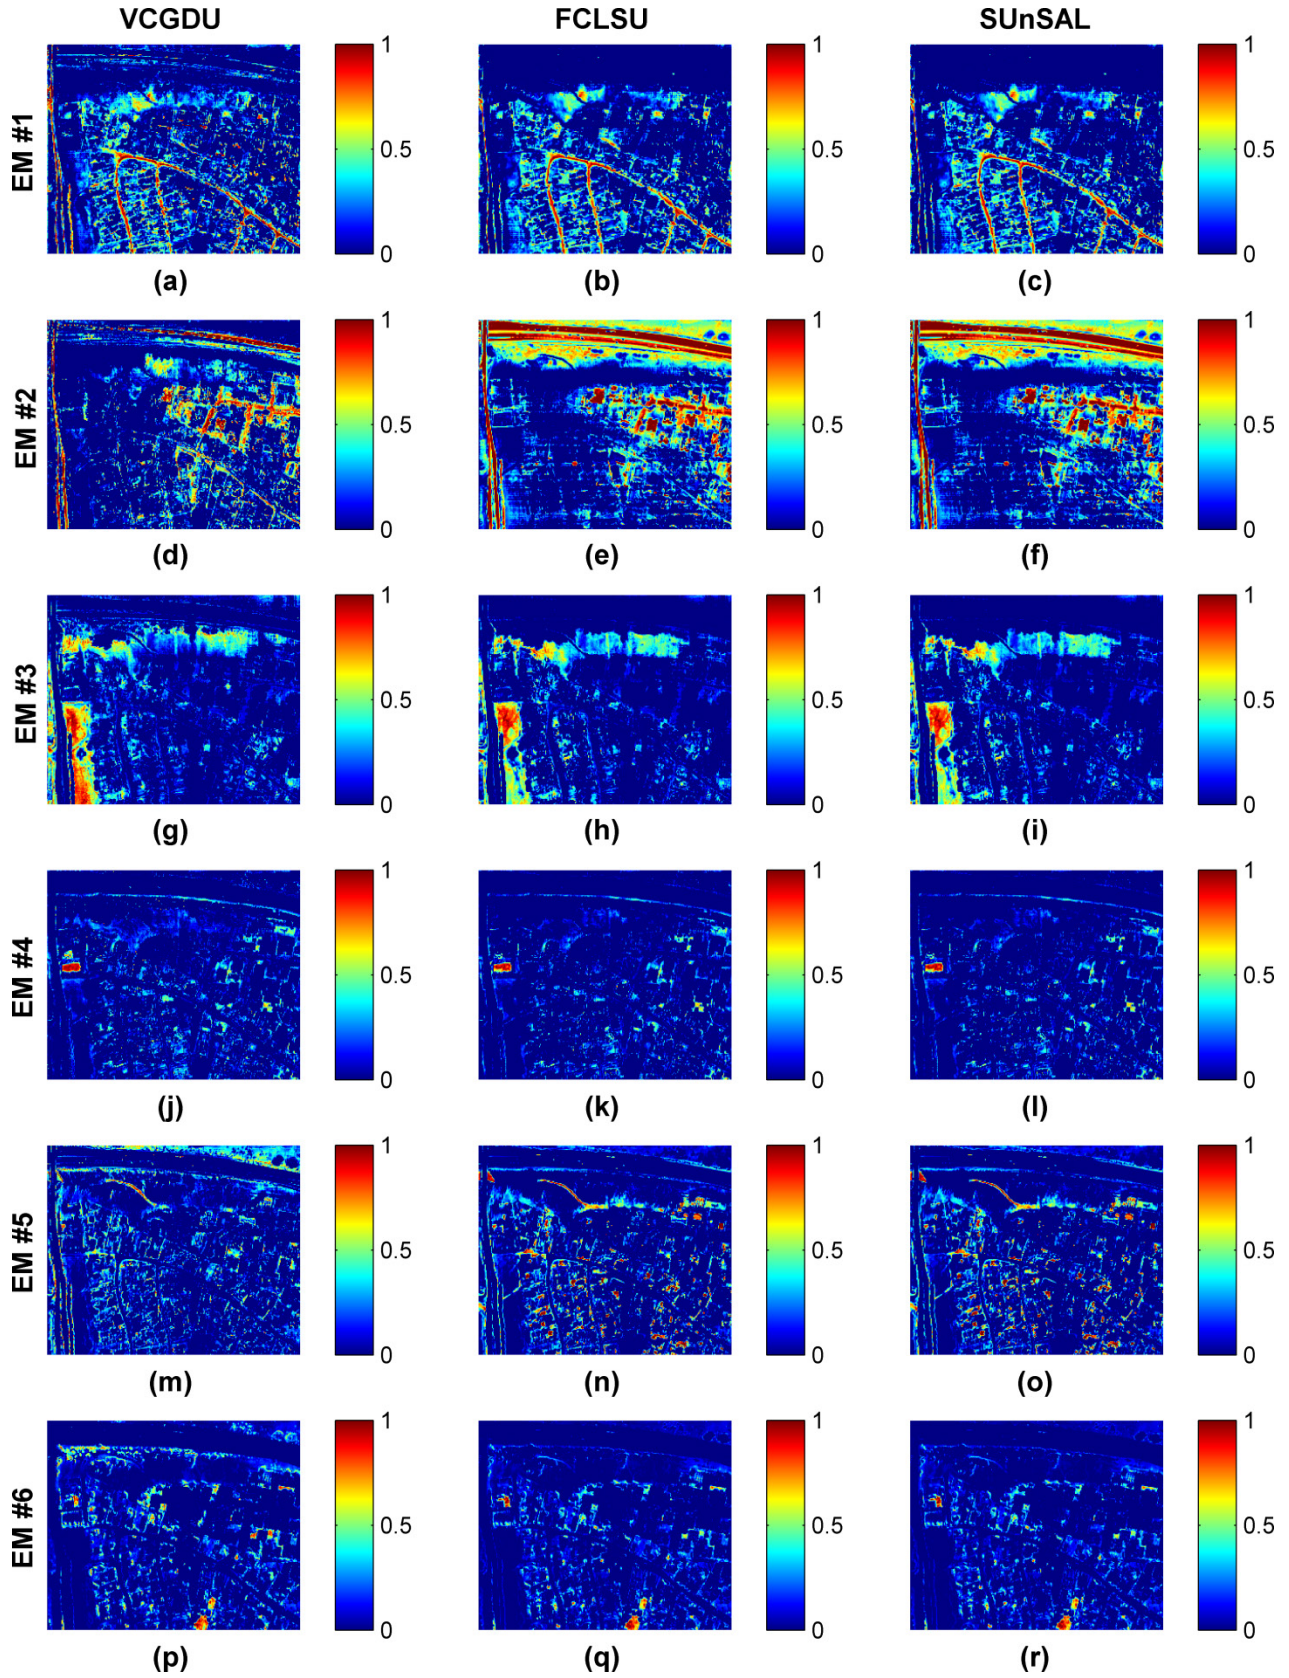 VCGDU FCLSU SUnSAL
EM #1
1 0.5 0 1 0.5 0 1 0.5 0
(a) (b) (c)
EM #2
1 0.5 0 1 0.5 0 1 0.5 0
(d) (e) (f)
EM #3
1 0.5 0 1 0.5 0 1 0.5 0
(g) (h) (i)
EM #4
1 0.5 0 1 0.5 0 1 0.5 0
(j) (k) (l)
EM #5
1 0.5 0 1 0.5 0 1 0.5 0
(m) (n) (o)
EM #6
1 0.5 0 1 0.5 0 1 0.5 0
(p) (q) (r)